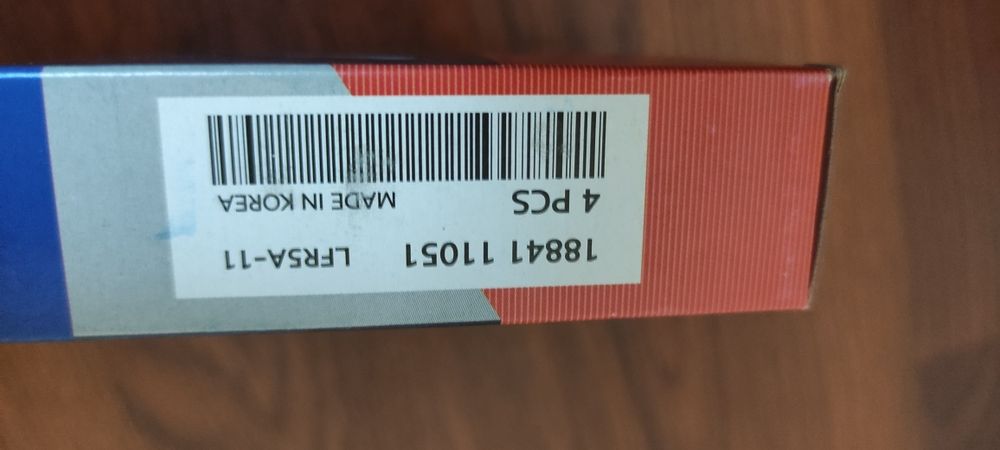 18841 11051 LFR5A-11
4 PCS MADE IN KOREA